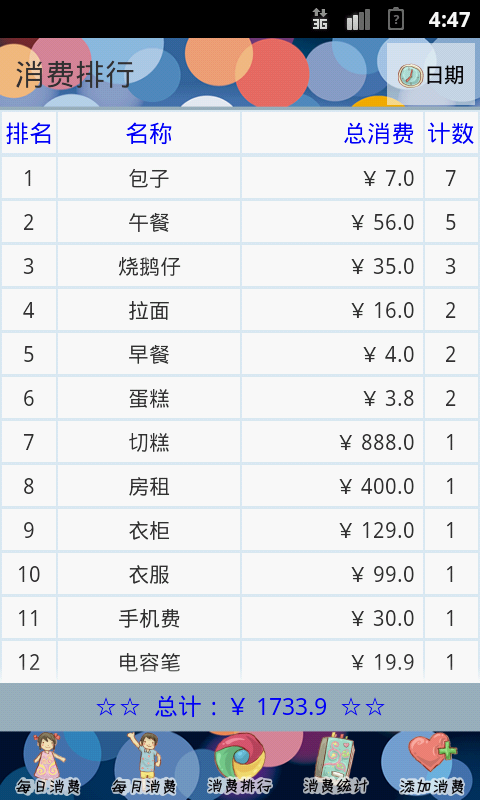 3G ? 4:47
消费排行 日期
排名 名称 总消费 计数
1 包子 ￥ 7.0 7
2 午餐 ￥ 56.0 5
3 烧鹅仔 ￥ 35.0 3
4 拉面 ￥ 16.0 2
5 早餐 ￥ 4.0 2
6 蛋糕 ￥ 3.8 2
7 切糕 ￥ 888.0 1
8 房租 ￥ 400.0 1
9 衣柜 ￥ 129.0 1
10 衣服 ￥ 99.0 1
11 手机费 ￥ 30.0 1
12 电容笔 ￥ 19.9 1
☆☆ 总计：￥ 1733.9 ☆☆
每日消费 每月消费 消费排行 消费统计 添加消费